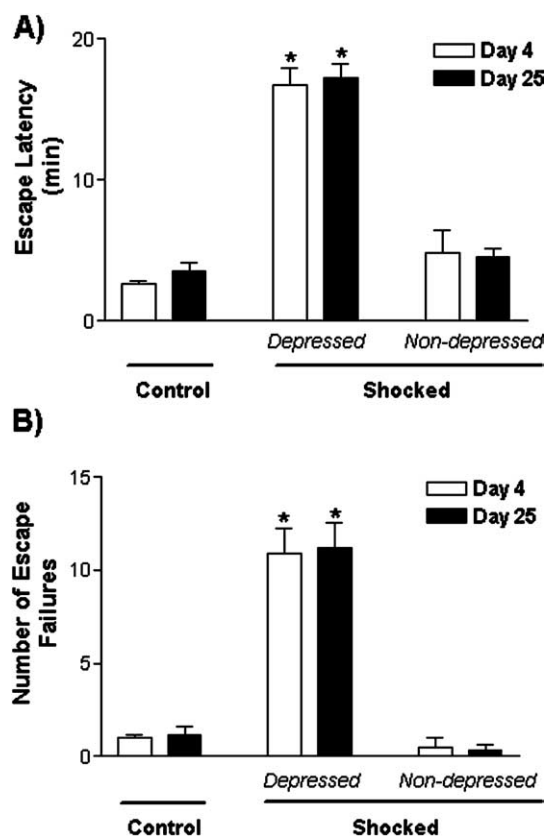 A)
Escape Latency
(min)
20
10
0
* *
Day 4
Day 25
Depressed Non-depressed
Control Shocked
B)
Number of Escape
Failures
15
10
5
0
* *
Day 4
Day 25
Depressed Non-depressed
Control Shocked